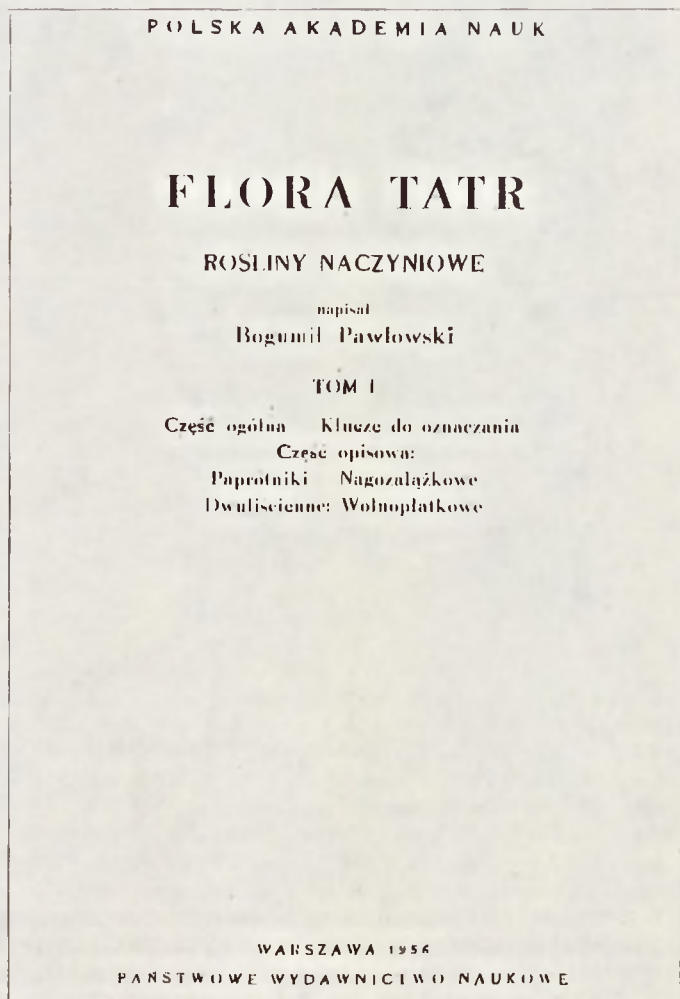 POLSKA AKADEMIA NAUK
FLORA TATR
ROŚLINY NACZYNIOWE
napisał
Bogumił Pawłowski
TOM I
Część ogólna Klucze do oznaczania
Część opisowa:
Paprotniki Nagozalążkowe
Dwuliścienne: Wolnopłatkowe
WARSZAWA 1956
PAŃSTWOWE WYDAWNICTWO NAUKOWE